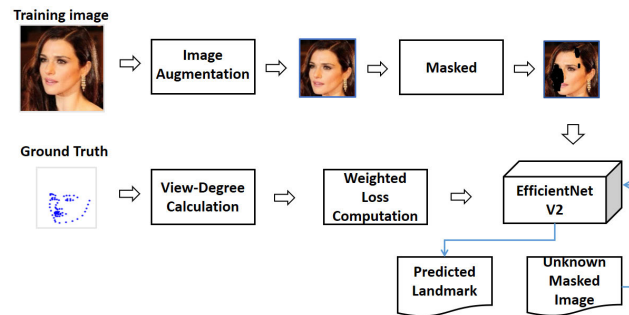 Training image
Image
Augmentation
Masked
Ground Truth
View-Degree
Calculation
Weighted
Loss
Computation
EfficientNet
V2
Predicted
Landmark
Unknown
Masked
Image